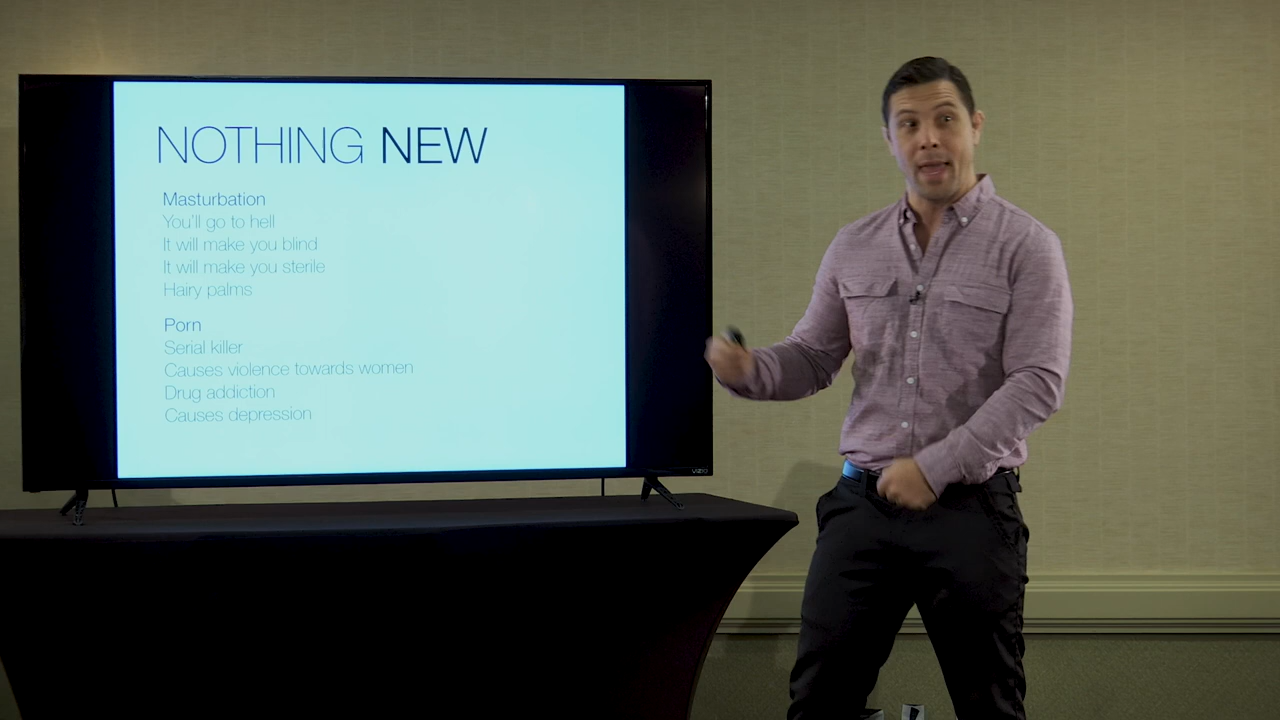 NOTHING NEW
Masturbation
You'll go to hell
It will make you blind
It will make you sterile
Hairy palms
Porn
Serial killer
Causes violence towards women
Drug addiction
Causes depression
VIZIO